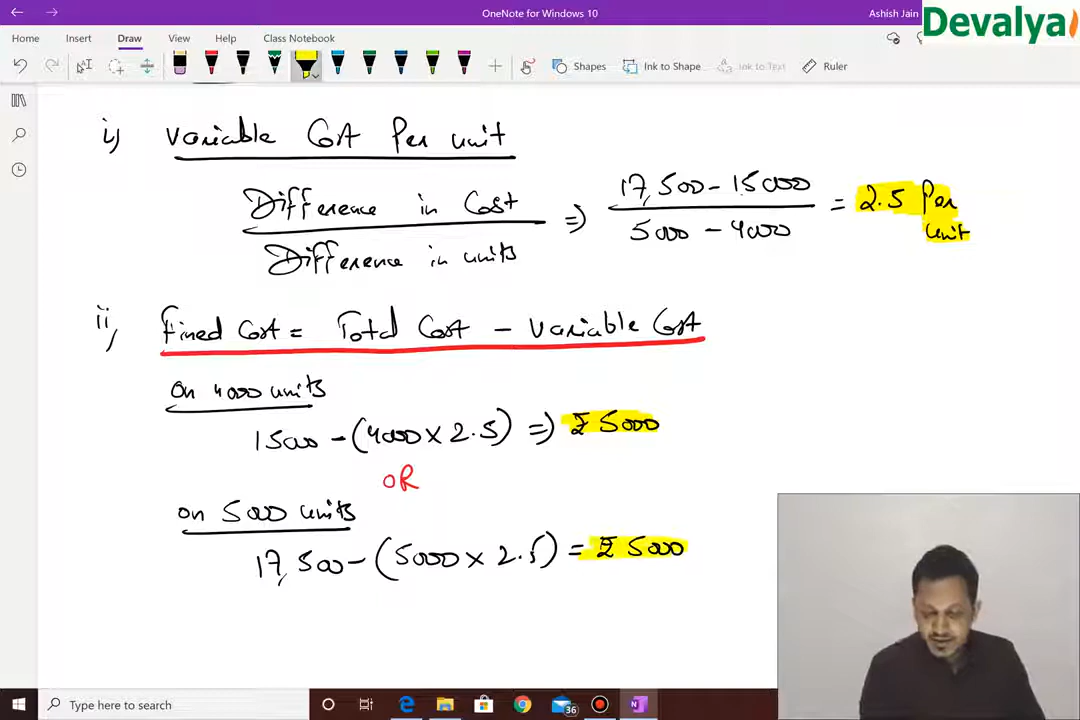 OneNote for Windows 10
Ashish Jain
Devalya
Home Insert Draw View Help Class Notebook
Shapes Ink to Shape Ink to Text Ruler
i) Variable Cost Per unit
Difference in Cost
Difference in units
=> 17,500 - 15000
5000 - 4000
= 2.5 Per
unit
ii) Fixed Cost = Total Cost - Variable Cost
on 4000 units
15000 - (4000 x 2.5) => ₹ 5000
OR
on 5000 units
17,500 - (5000 x 2.5) = ₹ 5000
Type here to search
36